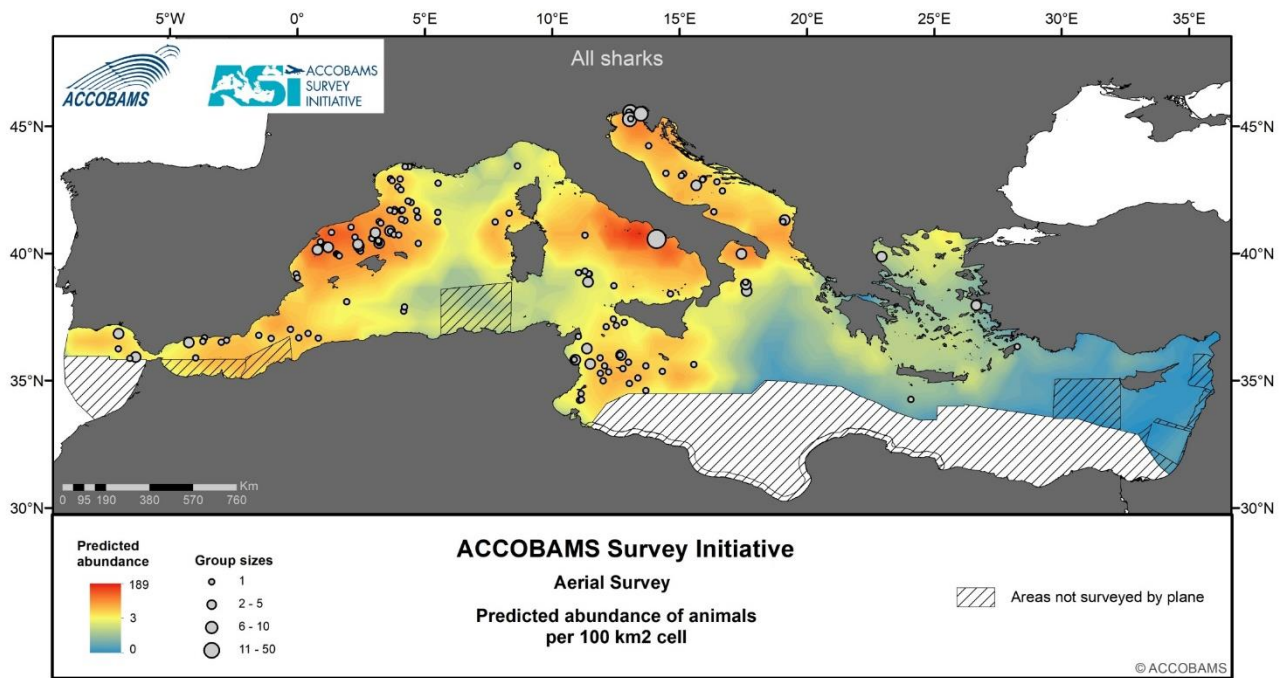 5°W 0° 5°E 10°E 15°E 20°E 25°E 30°E 35°E
All sharks
ACCOBAMS
ASI
ACCOBAMS
SURVEY
INITIATIVE
45°N 45°N
40°N 40°N
35°N 35°N
30°N 30°N
Km
0 95 190 380 570 760
Predicted
abundance
189
3
0
Group sizes
1
2 - 5
6 - 10
11 - 50
ACCOBAMS Survey Initiative
Aerial Survey
Predicted abundance of animals
per 100 km2 cell
Areas not surveyed by plane
© ACCOBAMS